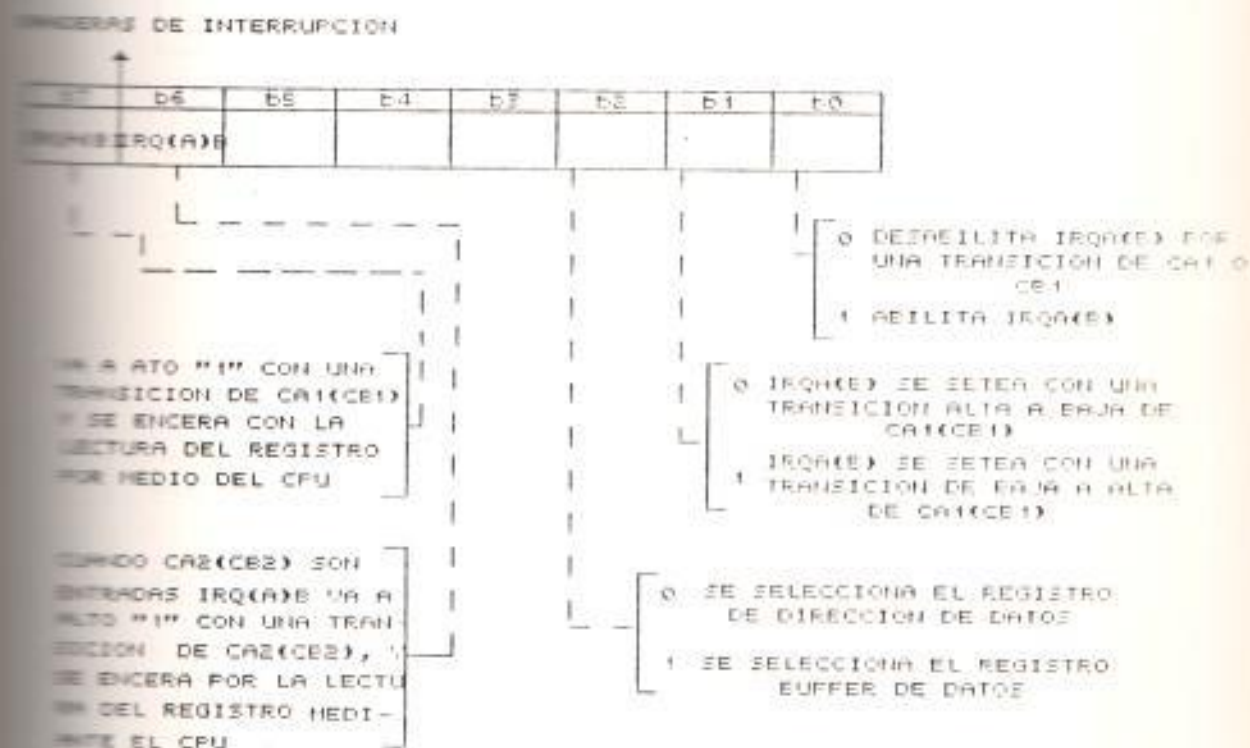 DE INTERRUPCION
b7 b6 b5 b4 b3 b2 b1 b0
IRQ(A)B
0 DESABILITA IRQA(B) POR
UNA TRANSICION DE CA1 O
CB1
1 ABILITA IRQA(B)
A ATO "1" CON UNA
TRANSICION DE CA1(CB1)
Y SE ENCERA CON LA
LECTURA DEL REGISTRO
POR MEDIO DEL CPU
0 IRQA(B) SE SETEA CON UNA
TRANSICION ALTA A BAJA DE
CA1(CB1)
1 IRQA(B) SE SETEA CON UNA
TRANSICION DE BAJA A ALTA
DE CA1(CB1)
CUANDO CA2(CB2) SON
ENTRADAS IRQ(A)B VA A
ALTO "1" CON UNA TRAN-
DE CA2(CB2),
SE ENCERA POR LA LECTU
DEL REGISTRO MEDI-
ANTE EL CPU
0 SE SELECCIONA EL REGISTRO
DE DIRECCION DE DATOS
1 SE SELECCIONA EL REGISTRO
BUFFER DE DATOS